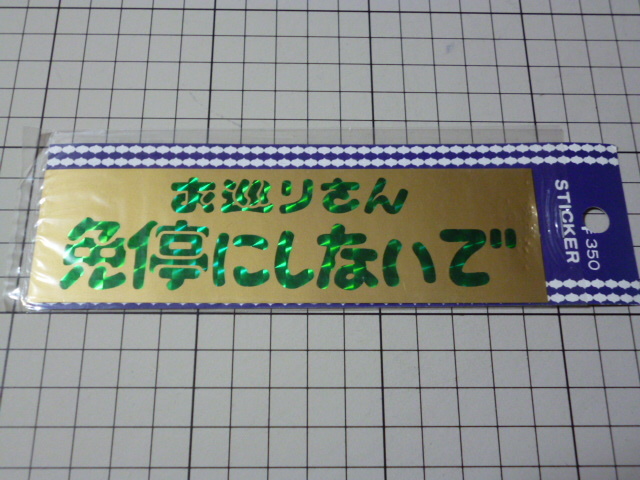 お巡りさん
免停にしないで
STICKER
¥350